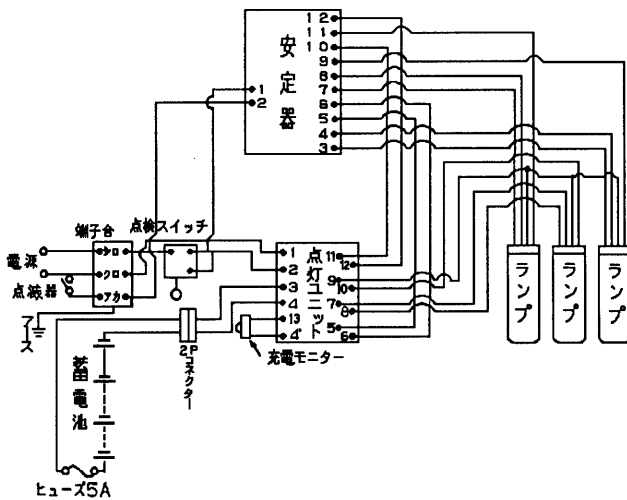 安定器
1
2
12
11
10
9
8
7
6
5
4
3
端子台
点検スイッチ
電源
シロ
クロ
アカ
点滅器
アース
点灯ユニット
1
2
3
4
13
4'
11
12
9
10
7
8
5
6
充電モニター
2Pコネクター
蓄電池
ヒューズ5A
ランプ
ランプ
ランプ